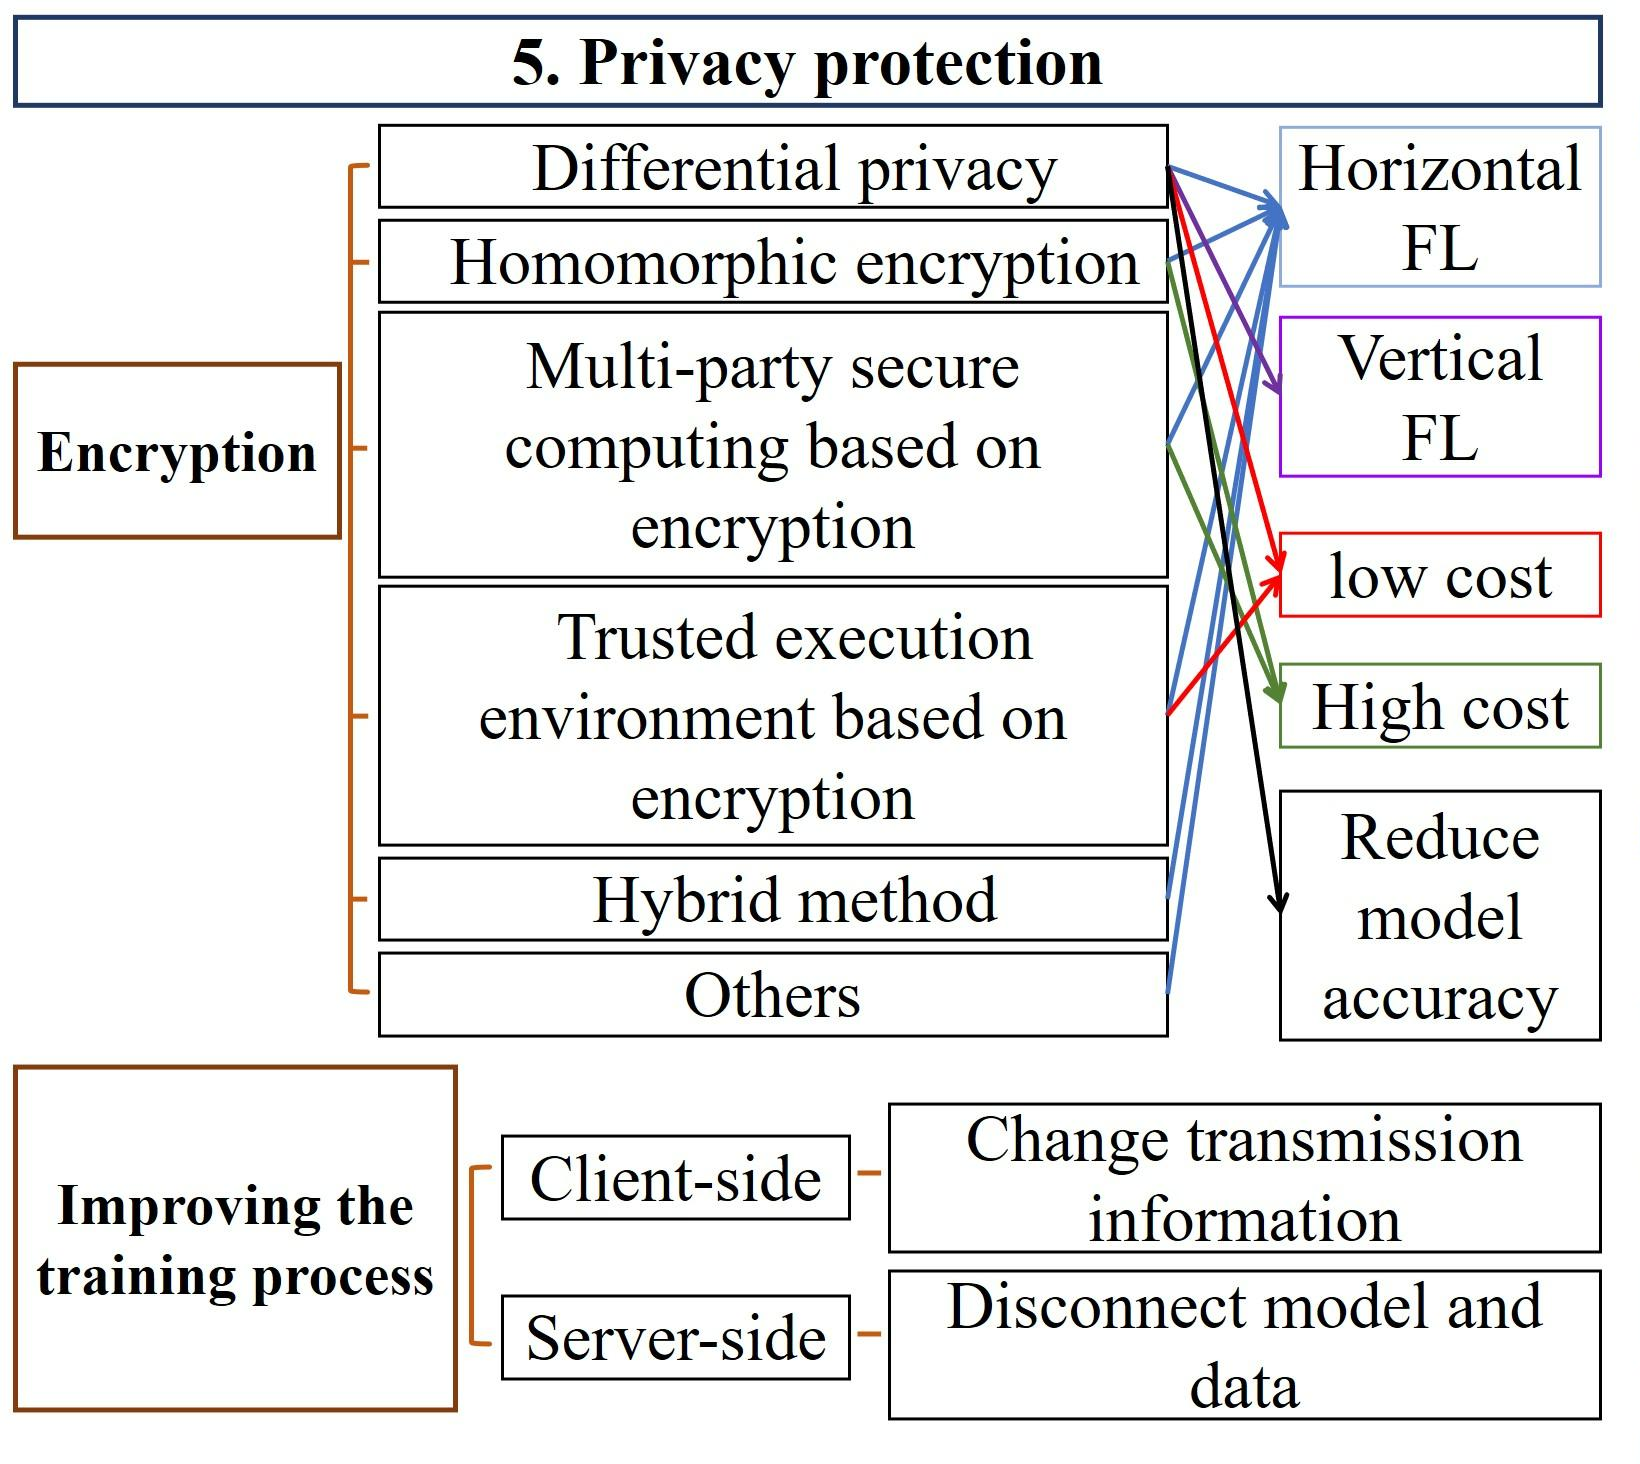 5. Privacy protection
Encryption
Differential privacy
Homomorphic encryption
Multi-party secure
computing based on
encryption
Trusted execution
environment based on
encryption
Hybrid method
Others
Horizontal
FL
Vertical
FL
low cost
High cost
Reduce
model
accuracy
Improving the
training process
Client-side
Change transmission
information
Server-side
Disconnect model and
data